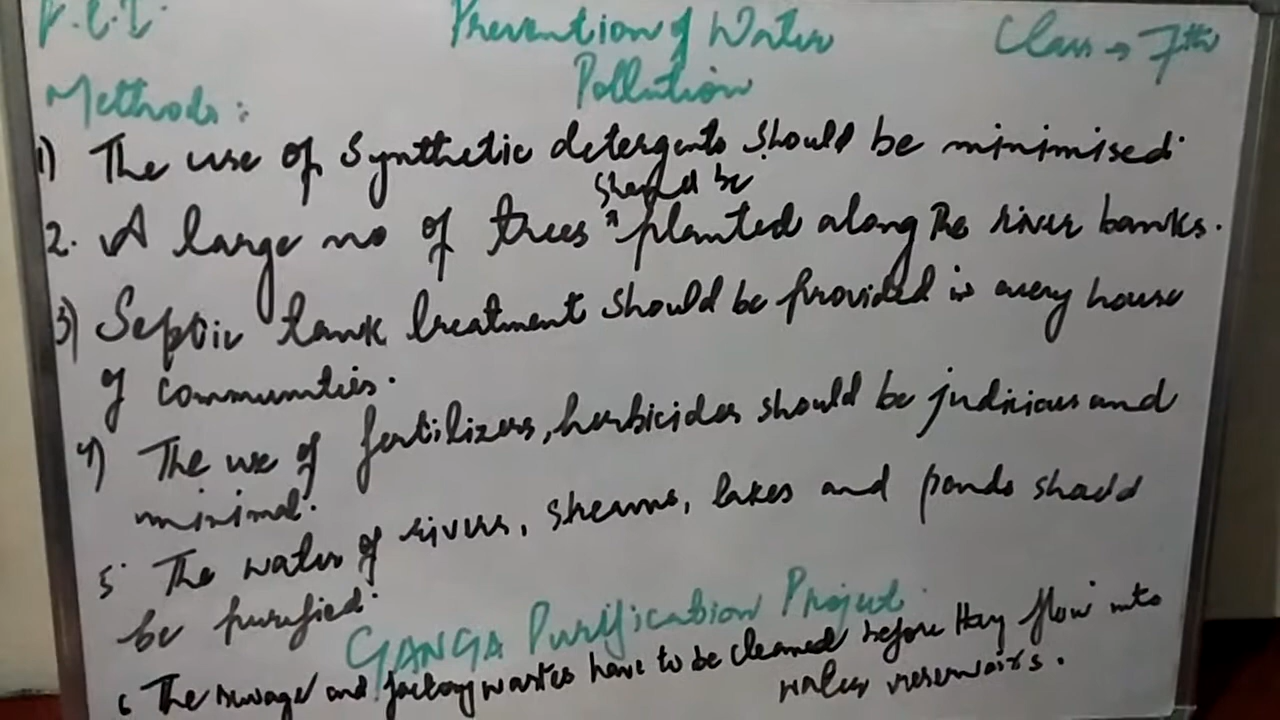 P.C.I. Prevention of Water Class → 7th
Pollution
Methods:
1) The use of Synthetic detergents should be minimised.
should be
2. A large no of trees ^ planted along the river banks.
3) Septic tank treatment should be provided in every house
of communities.
4) The use of fertilizers, herbicides should be judicious and
minimal.
5. The water of rivers, streams, lakes and ponds should
be purified.
GANGA Purification Project.
6 The sewage and factory wastes have to be cleaned before they flow into
water reservoirs.